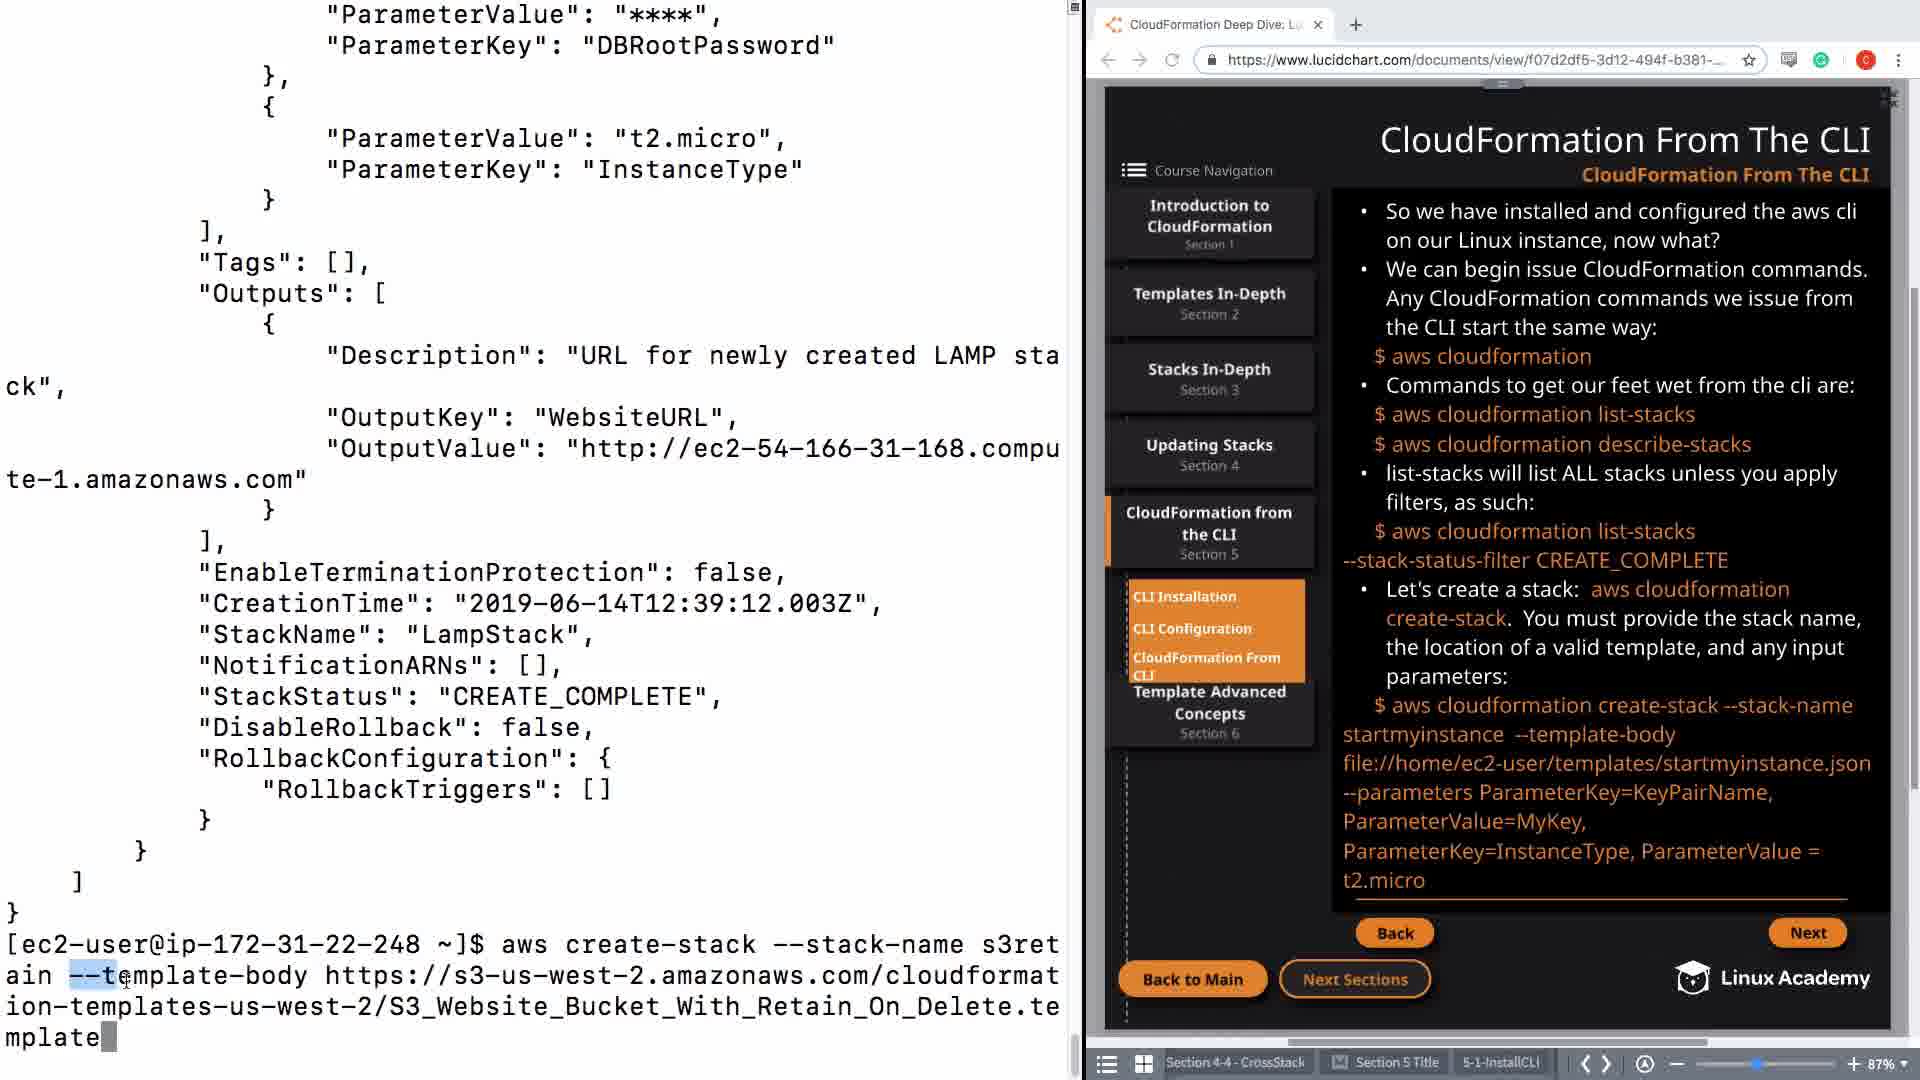 "ParameterValue": "****",
"ParameterKey": "DBRootPassword"
},
{
"ParameterValue": "t2.micro",
"ParameterKey": "InstanceType"
}
],
"Tags": [],
"Outputs": [
{
"Description": "URL for newly created LAMP sta
ck",
"OutputKey": "WebsiteURL",
"OutputValue": "http://ec2-54-166-31-168.compu
te-1.amazonaws.com"
}
],
"EnableTerminationProtection": false,
"CreationTime": "2019-06-14T12:39:12.003Z",
"StackName": "LampStack",
"NotificationARNs": [],
"StackStatus": "CREATE_COMPLETE",
"DisableRollback": false,
"RollbackConfiguration": {
"RollbackTriggers": []
}
}
]
}
[ec2-user@ip-172-31-22-248 ~]$ aws create-stack --stack-name s3ret
ain --template-body https://s3-us-west-2.amazonaws.com/cloudformat
ion-templates-us-west-2/S3_Website_Bucket_With_Retain_On_Delete.te
mplate
CloudFormation Deep Dive: Lu
https://www.lucidchart.com/documents/view/f07d2df5-3d12-494f-b381-...
C
CloudFormation From The CLI
CloudFormation From The CLI
Course Navigation
Introduction to
CloudFormation
Section 1
Templates In-Depth
Section 2
Stacks In-Depth
Section 3
Updating Stacks
Section 4
CloudFormation from
the CLI
Section 5
CLI Installation
CLI Configuration
CloudFormation From
CLI
Template Advanced
Concepts
Section 6
• So we have installed and configured the aws cli
on our Linux instance, now what?
• We can begin issue CloudFormation commands.
Any CloudFormation commands we issue from
the CLI start the same way:
$ aws cloudformation
• Commands to get our feet wet from the cli are:
$ aws cloudformation list-stacks
$ aws cloudformation describe-stacks
• list-stacks will list ALL stacks unless you apply
filters, as such:
$ aws cloudformation list-stacks
--stack-status-filter CREATE_COMPLETE
• Let's create a stack: aws cloudformation
create-stack. You must provide the stack name,
the location of a valid template, and any input
parameters:
$ aws cloudformation create-stack --stack-name
startmyinstance --template-body
file://home/ec2-user/templates/startmyinstance.json
--parameters ParameterKey=KeyPairName,
ParameterValue=MyKey,
ParameterKey=InstanceType, ParameterValue =
t2.micro
Back
Next
Back to Main
Next Sections
Linux Academy
Section 4-4 - CrossStack
Section 5 Title
5-1-InstallCLI
87%